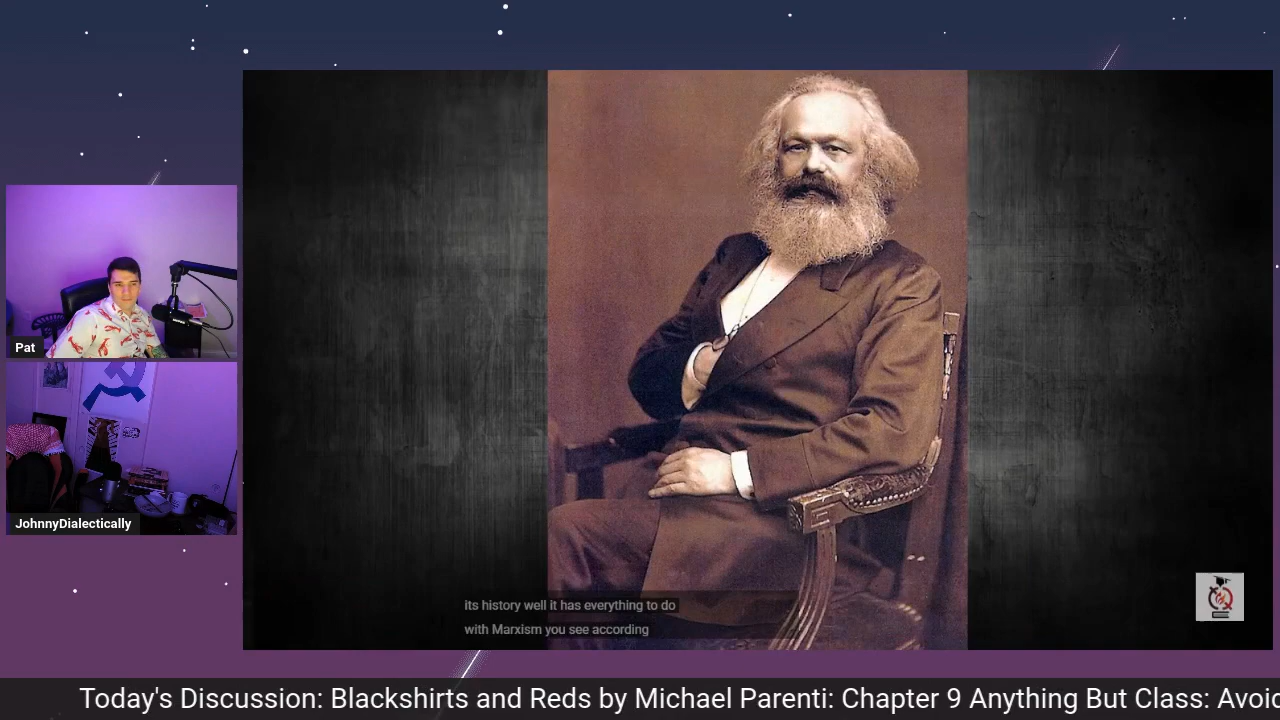 Pat
JohnnyDialectically
its history well it has everything to do
with Marxism you see according
Today's Discussion: Blackshirts and Reds by Michael Parenti: Chapter 9 Anything But Class: